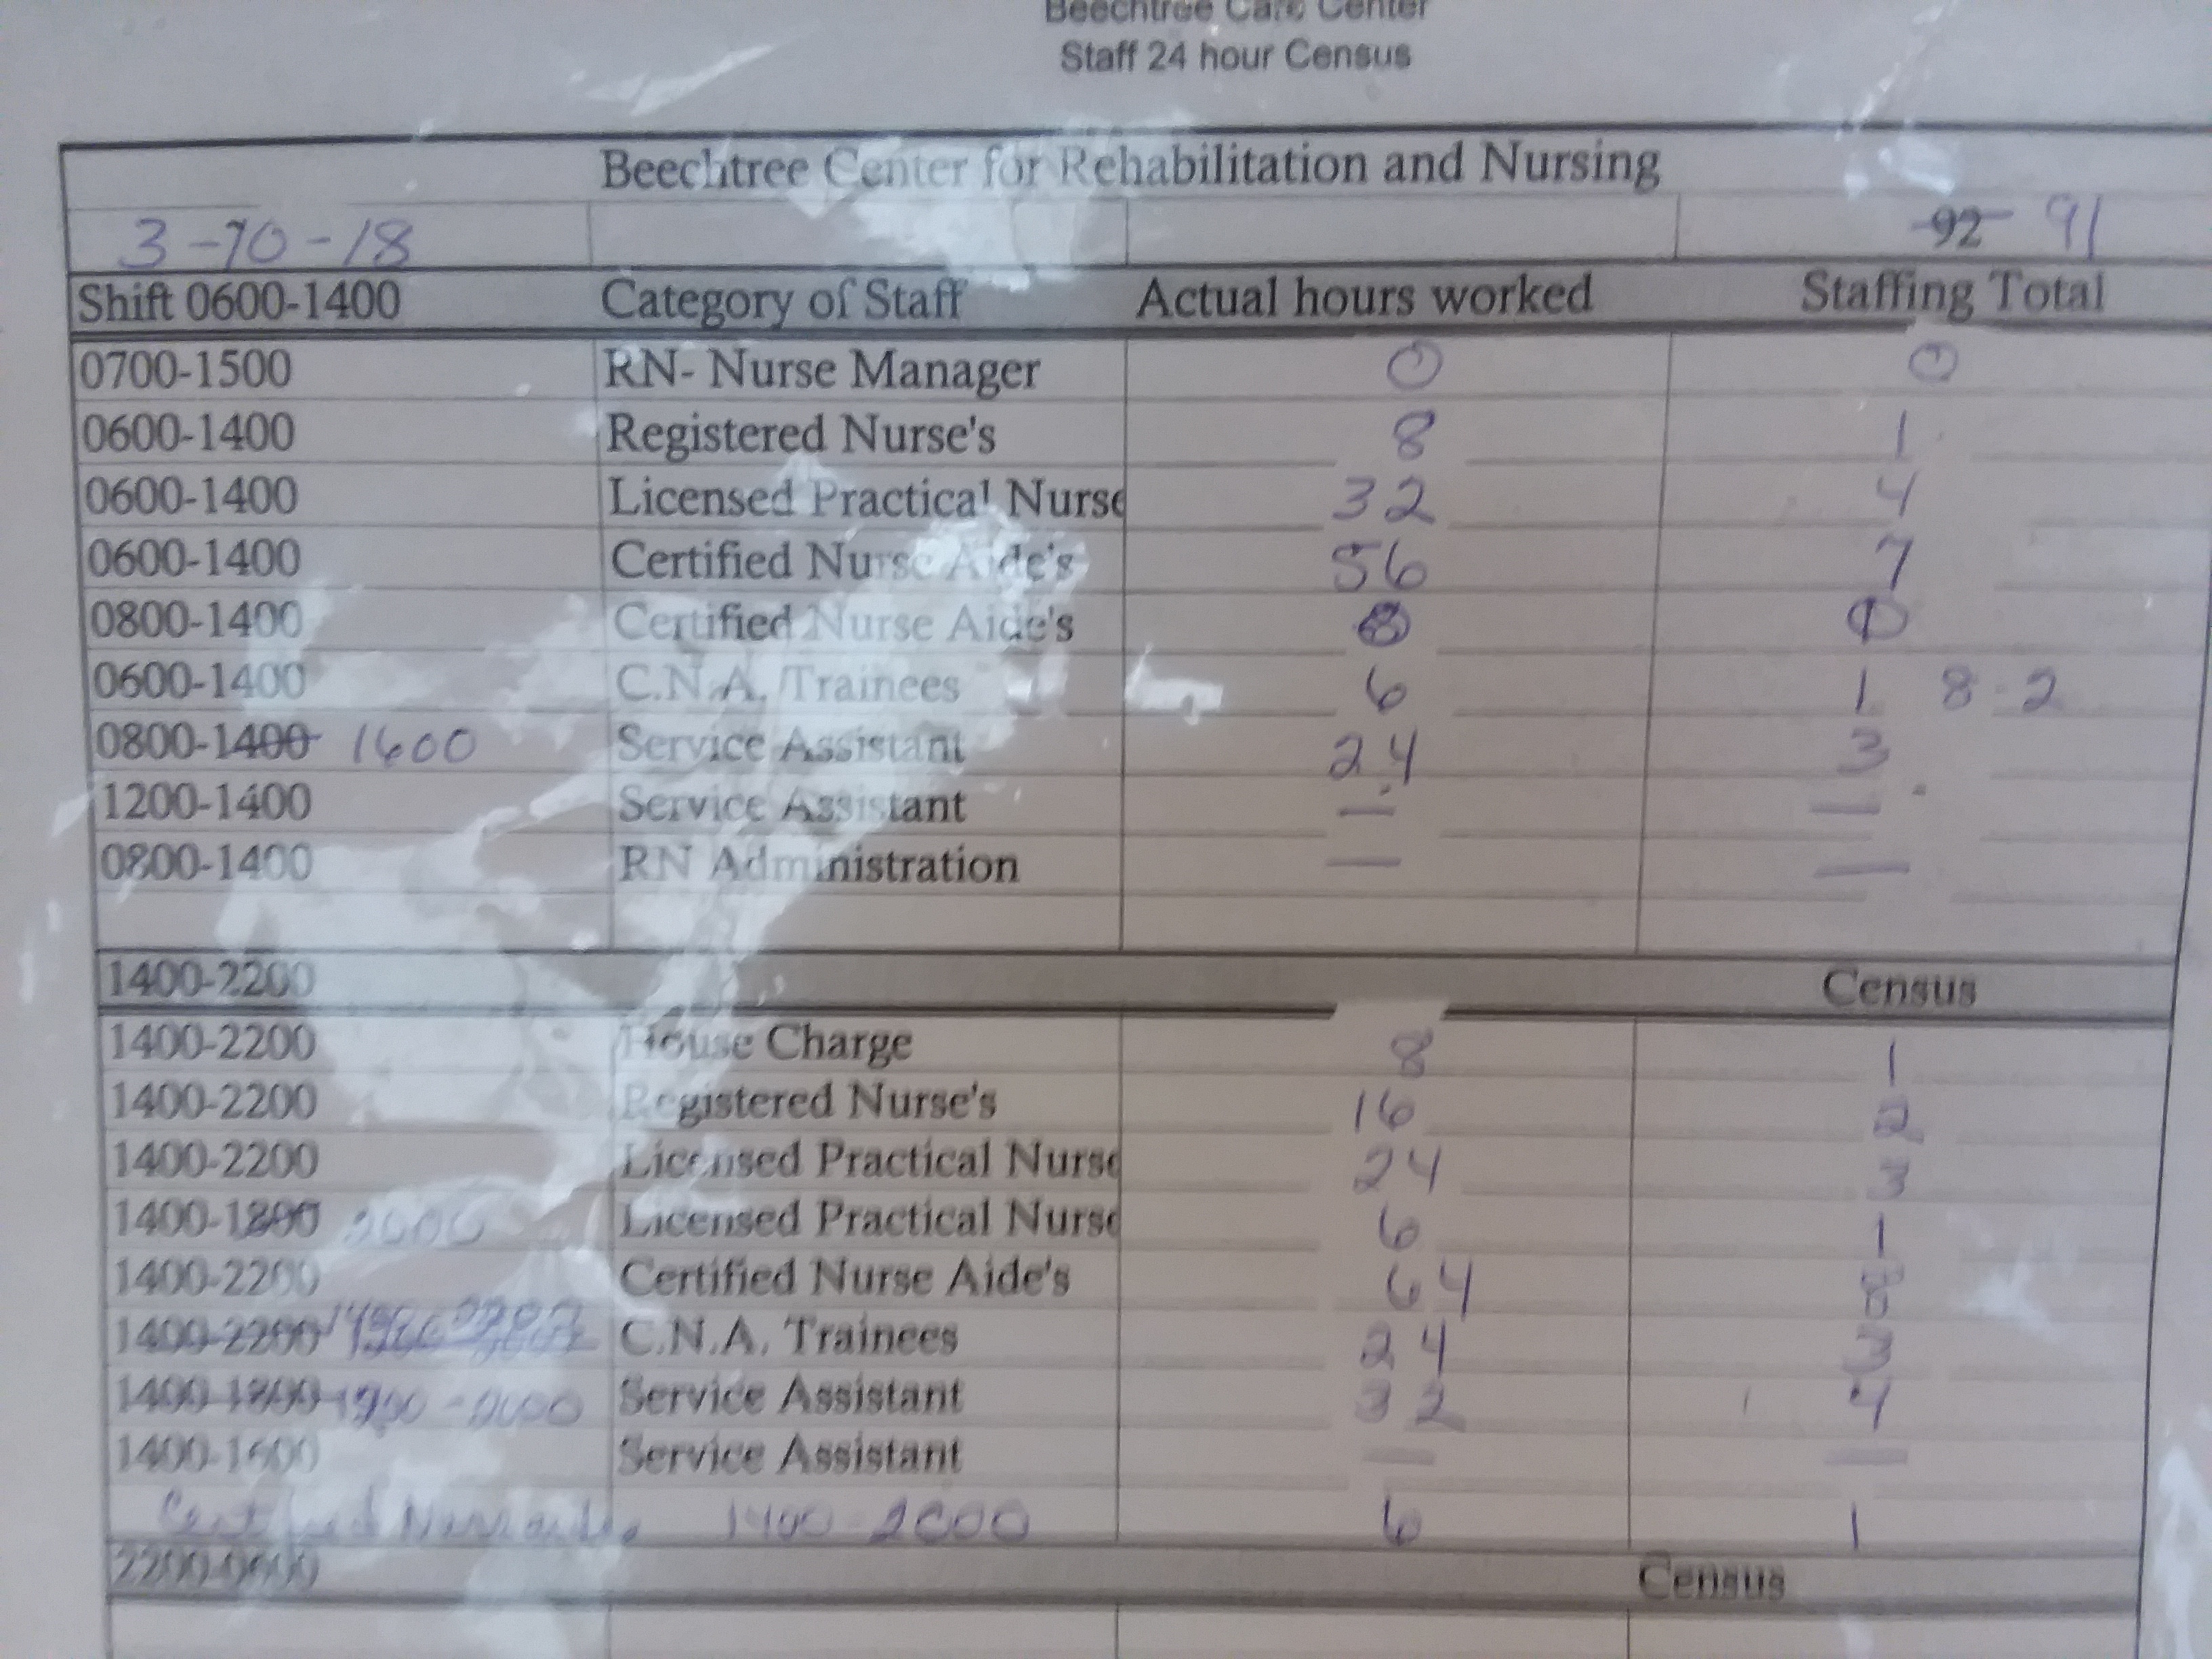 Beechtree Care Center
Staff 24 hour Census
Beechtree Center for Rehabilitation and Nursing
3-10-18 92 91
Shift 0600-1400 Category of Staff Actual hours worked Staffing Total
0700-1500 RN- Nurse Manager 0 0
0600-1400 Registered Nurse's 8 1
0600-1400 Licensed Practical Nurse 32 4
0600-1400 Certified Nurse Aide's 56 7
0800-1400 Certified Nurse Aide's
0600-1400 C.N.A. Trainees 6 1 8 2
0800-1400 1600 Service Assistant 24 3
1200-1400 Service Assistant — —
0800-1400 RN Administration — —
1400-2200 Census
1400-2200 House Charge 8 1
1400-2200 Registered Nurse's 16 2
1400-2200 Licensed Practical Nurse 24 3
1400-1800 2000 Licensed Practical Nurse 6 1
1400-2200 Certified Nurse Aide's 64 8
1400-2200 C.N.A. Trainees 24 3
1400-1800 Service Assistant 32 4
1400-1600 Service Assistant — —
Certified Nurse 1400-2000 6 1
2200-0600 Census